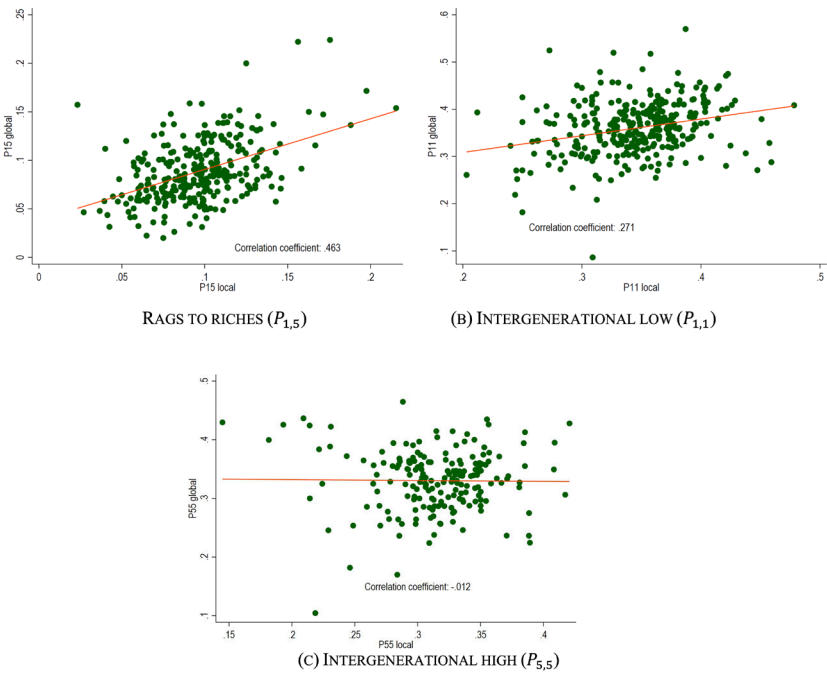 .25
.2
.15
.1
.05
0
P15 global
Correlation coefficient: .463
0 .05 .1 .15 .2
P15 local
RAGS TO RICHES (P1,5)
.6
.5
.4
.3
.2
.1
P11 global
Correlation coefficient: .271
.2 .3 .4 .5
P11 local
(B) INTERGENERATIONAL LOW (P1,1)
.5
.4
.3
.2
.1
P55 global
Correlation coefficient: -.012
.15 .2 .25 .3 .35 .4
P55 local
(C) INTERGENERATIONAL HIGH (P5,5)